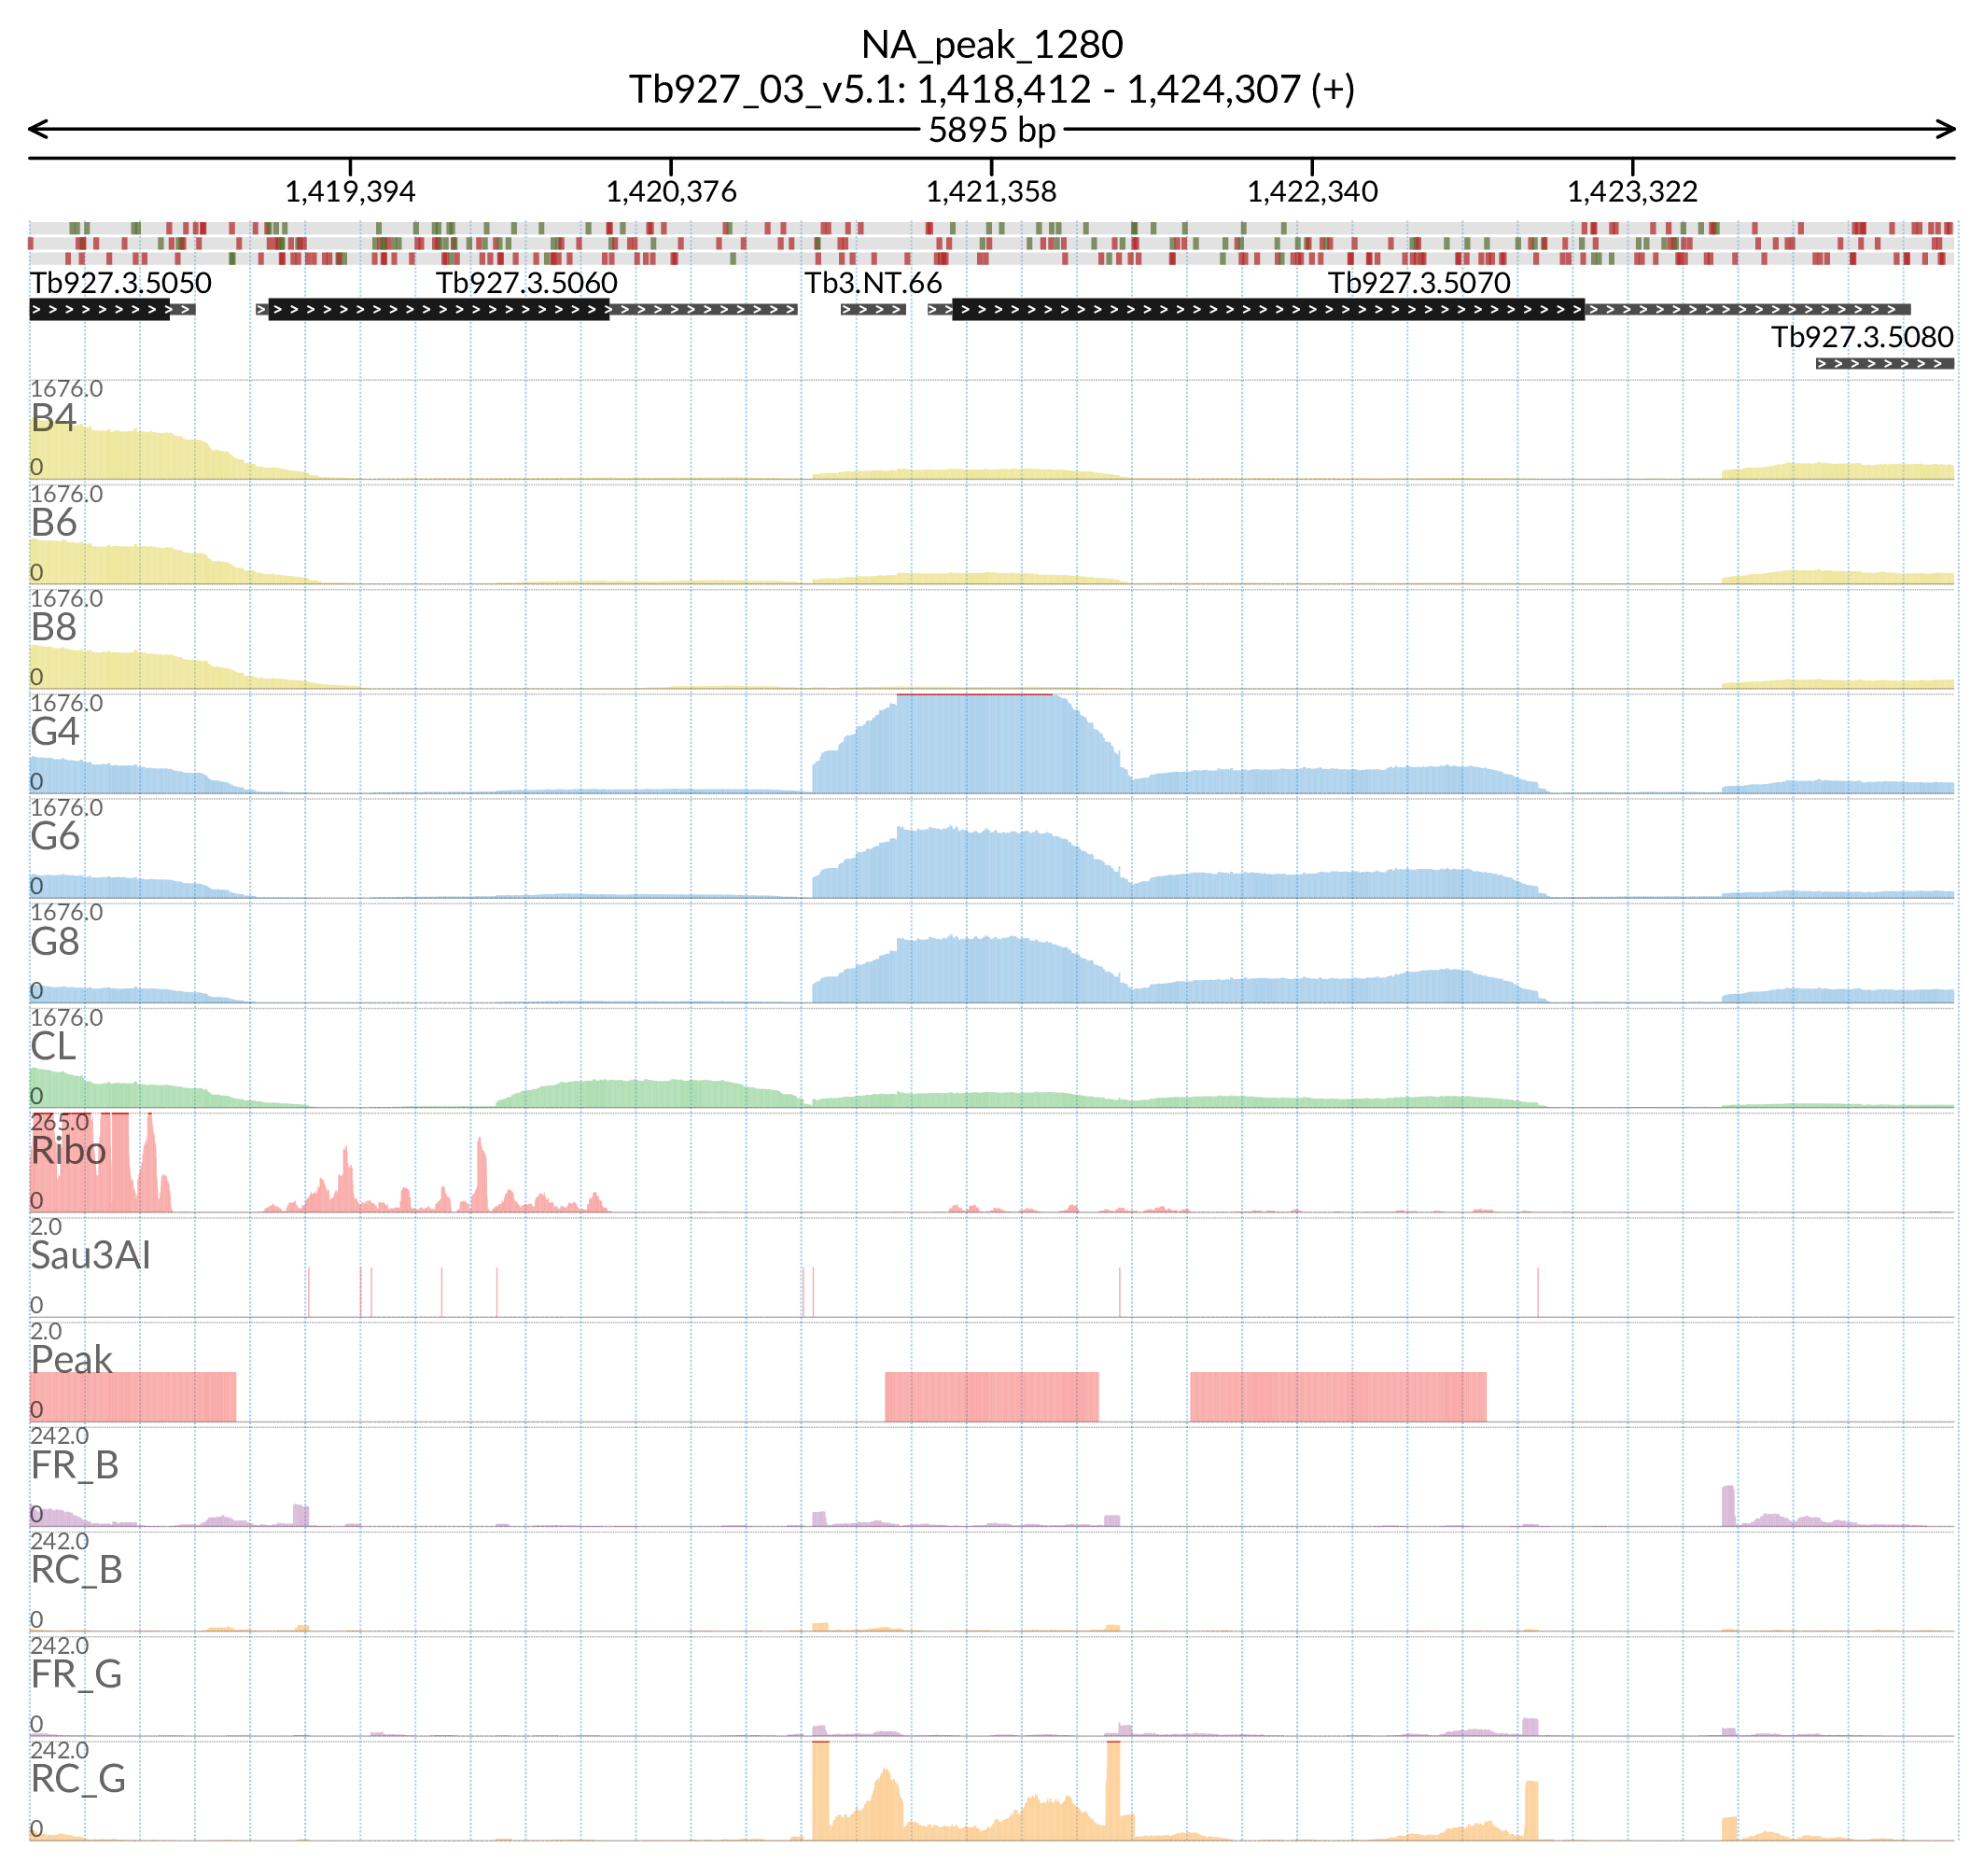 NA_peak_1280
Tb927_03_v5.1: 1,418,412 - 1,424,307 (+)
5895 bp
1,419,394 1,420,376 1,421,358 1,422,340 1,423,322
Tb927.3.5050 Tb927.3.5060 Tb3.NT.66 Tb927.3.5070
Tb927.3.5080
1676.0
B4
0
1676.0
B6
0
1676.0
B8
0
1676.0
G4
0
1676.0
G6
0
1676.0
G8
0
1676.0
CL
0
265.0
Ribo
0
2.0
Sau3AI
0
2.0
Peak
0
242.0
FR_B
0
242.0
RC_B
0
242.0
FR_G
0
242.0
RC_G
0